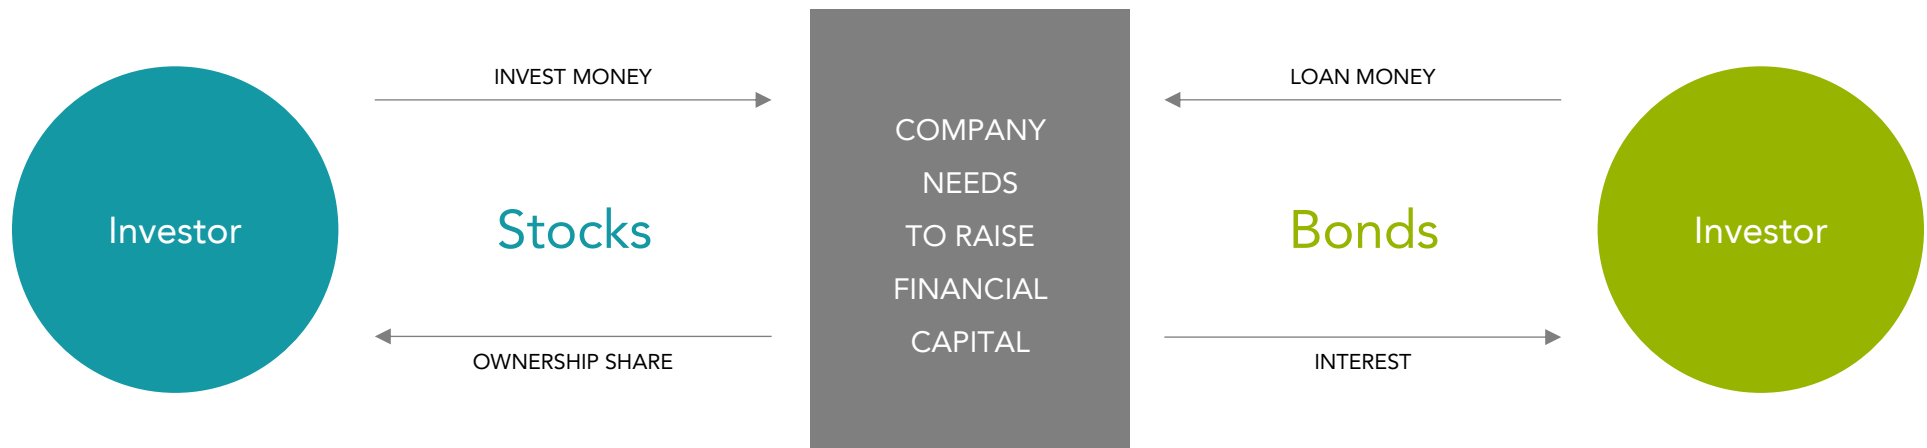 INVEST MONEY
Investor
Stocks
OWNERSHIP SHARE
COMPANY
NEEDS
TO RAISE
FINANCIAL
CAPITAL
LOAN MONEY
Bonds
INTEREST
Investor